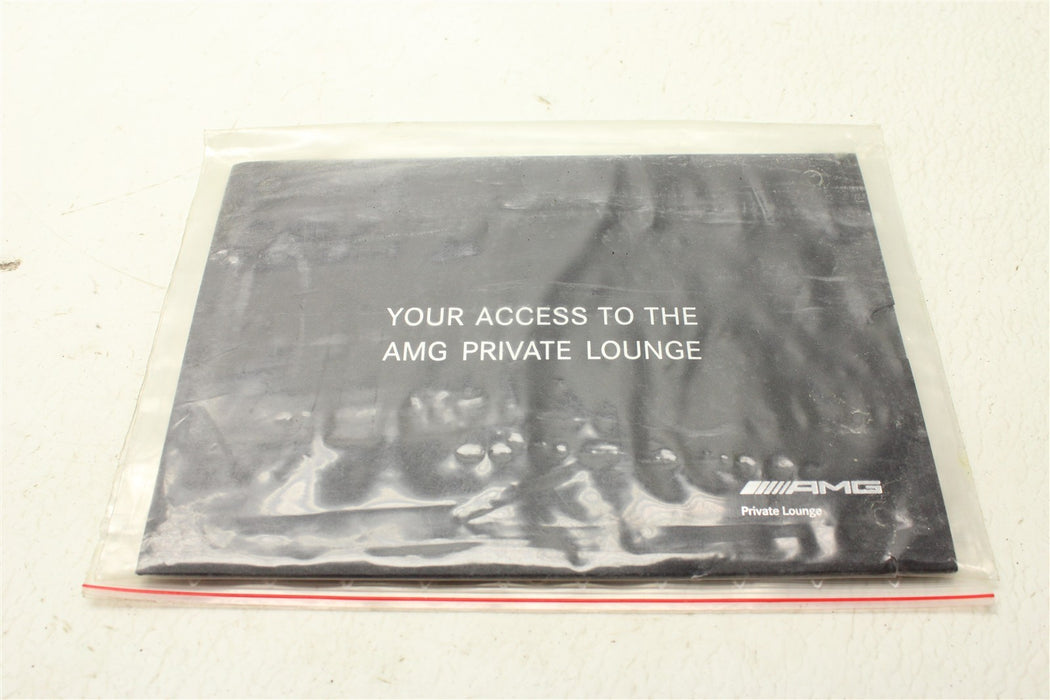 YOUR ACCESS TO THE
AMG PRIVATE LOUNGE
AMG
Private Lounge